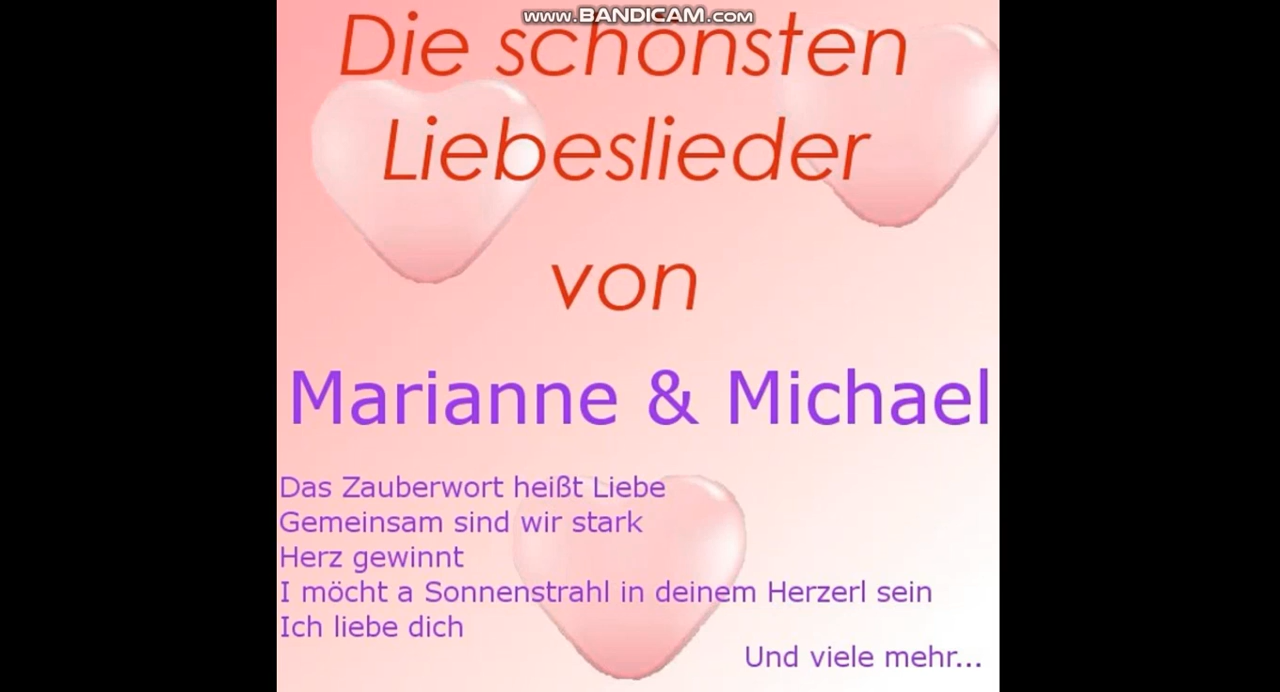 www.BANDICAM.com
Die schönsten
Liebeslieder
von
Marianne & Michael
Das Zauberwort heißt Liebe
Gemeinsam sind wir stark
Herz gewinnt
I möcht a Sonnenstrahl in deinem Herzerl sein
Ich liebe dich
Und viele mehr...